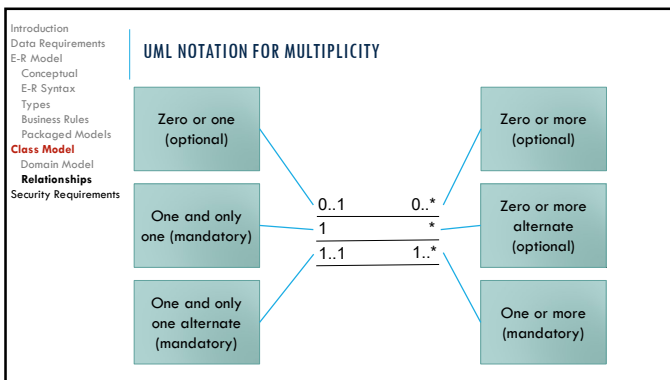 Introduction
Data Requirements
E-R Model
Conceptual
E-R Syntax
Types
Business Rules
Packaged Models
Class Model
Domain Model
Relationships
Security Requirements
UML NOTATION FOR MULTIPLICITY
Zero or one
(optional)
One and only
one (mandatory)
One and only
one alternate
(mandatory)
0..1 0..*
1 *
1..1 1..*
Zero or more
(optional)
Zero or more
alternate
(optional)
One or more
(mandatory)